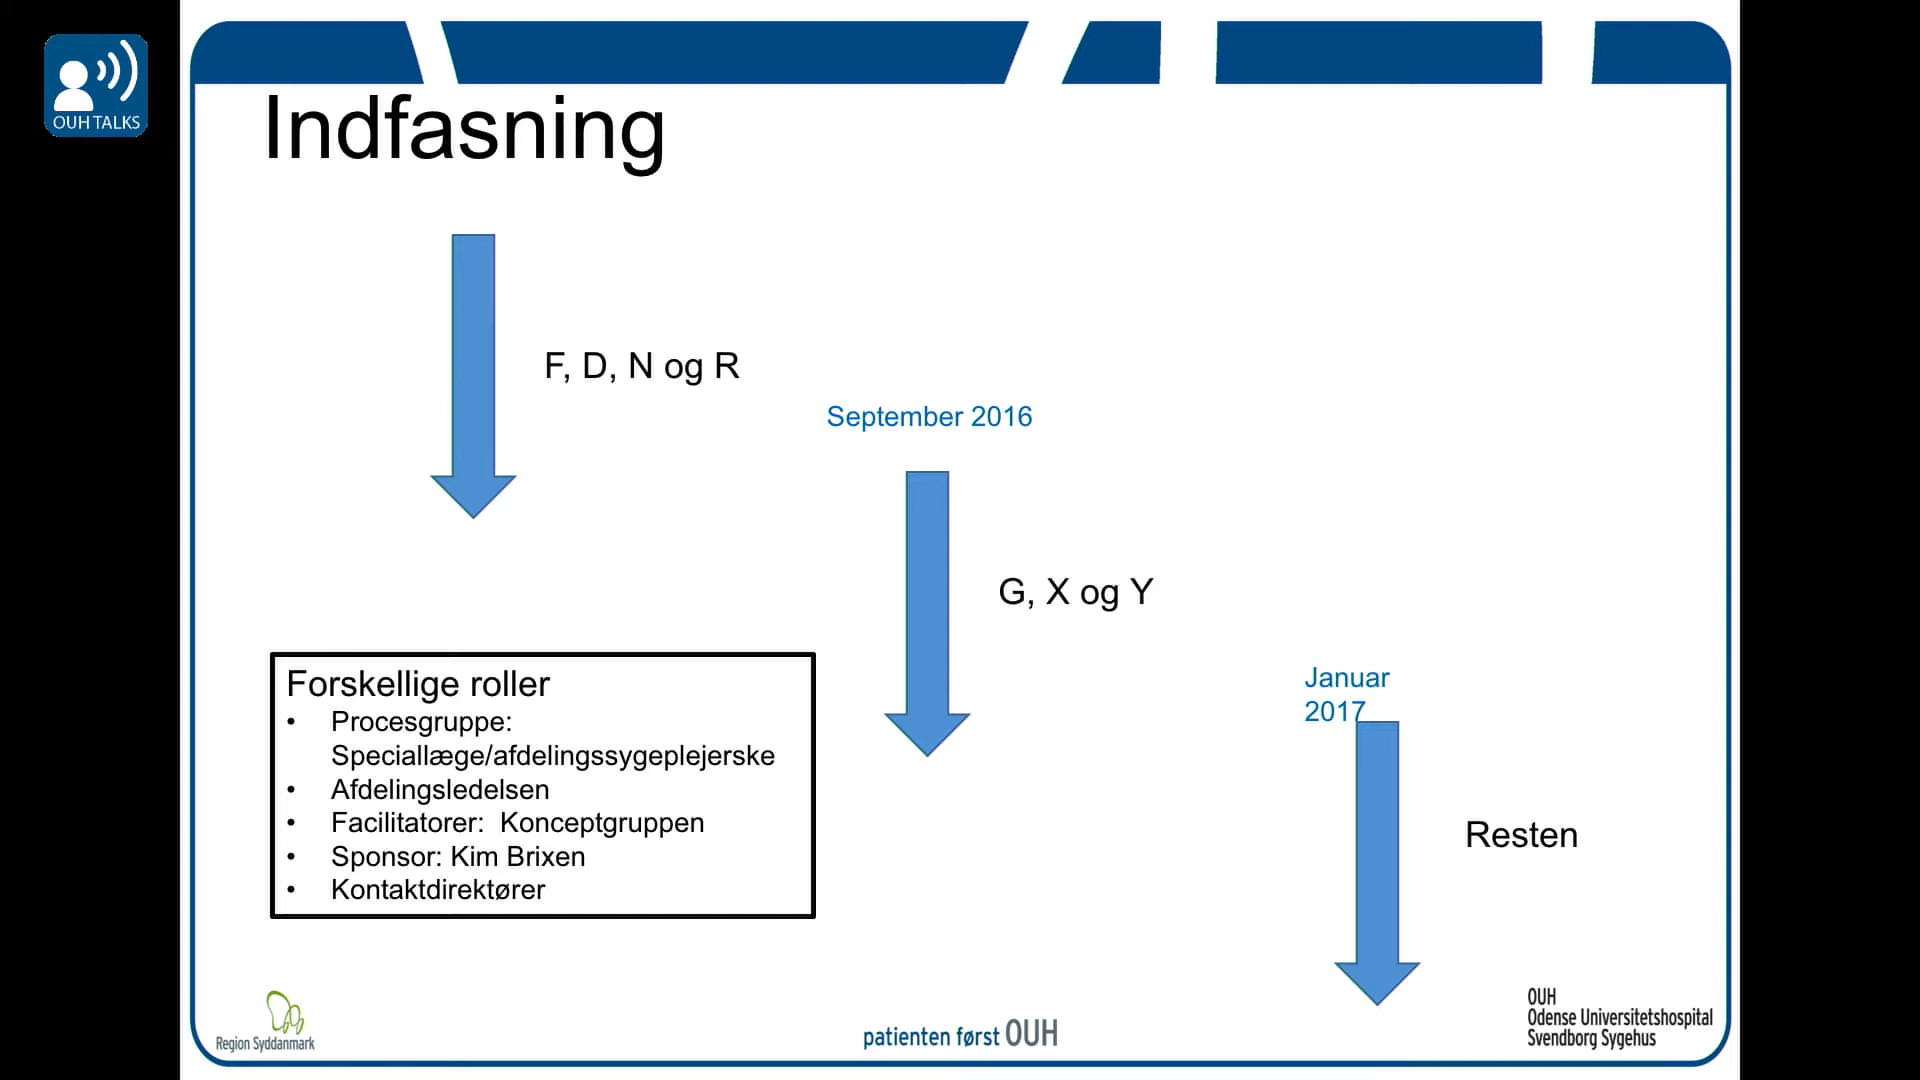 OUH TALKS
Indfasning
F, D, N og R
September 2016
G, X og Y
Januar
2017
Resten
Forskellige roller
• Procesgruppe:
Speciallæge/afdelingssygeplejerske
• Afdelingsledelsen
• Facilitatorer: Konceptgruppen
• Sponsor: Kim Brixen
• Kontaktdirektører
Region Syddanmark
patienten først OUH
OUH
Odense Universitetshospital
Svendborg Sygehus